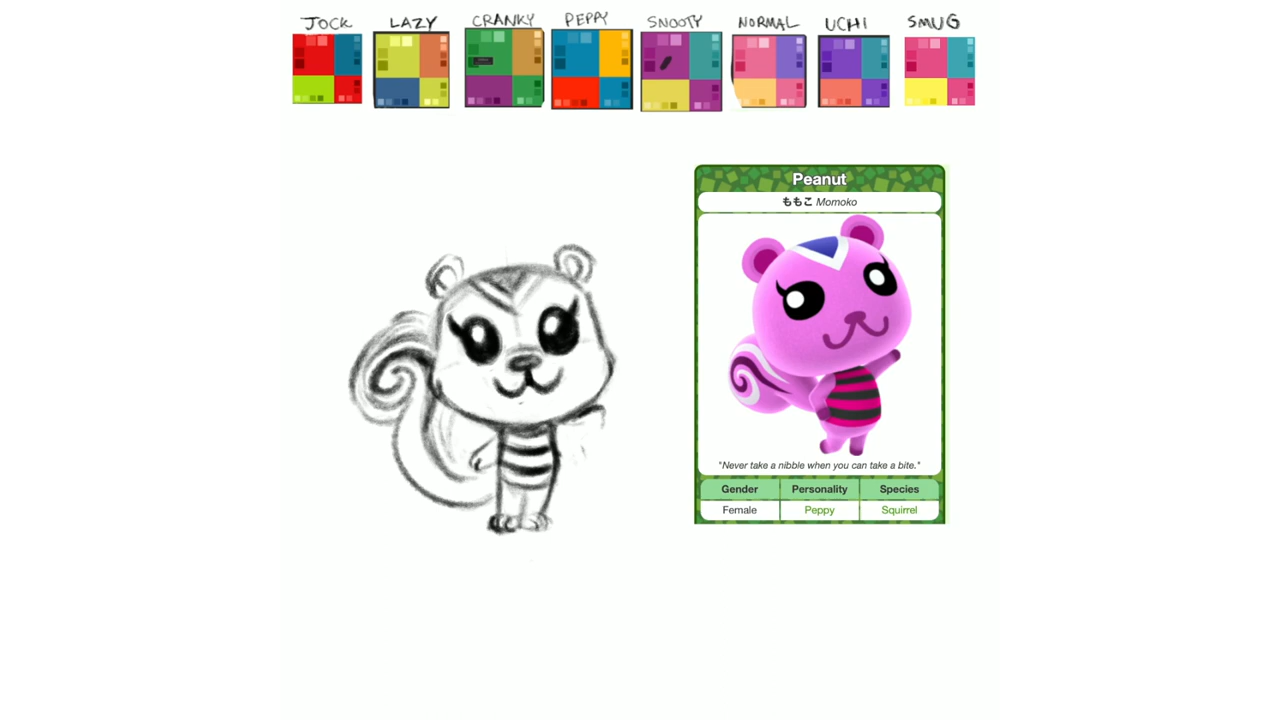 JOCK LAZY CRANKY PEPPY SNOOTY NORMAL UCHI SMUG
Peanut
ももこ Momoko
"Never take a nibble when you can take a bite."
Gender Personality Species
Female Peppy Squirrel